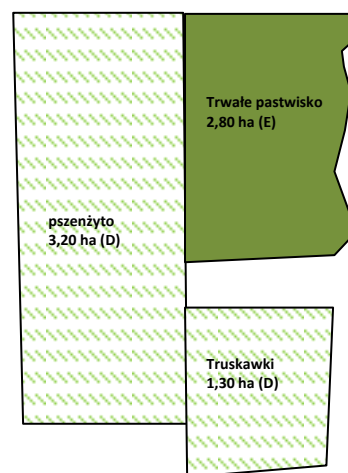 Trwałe pastwisko
2,80 ha (E)
pszenżyto
3,20 ha (D)
Truskawki
1,30 ha (D)